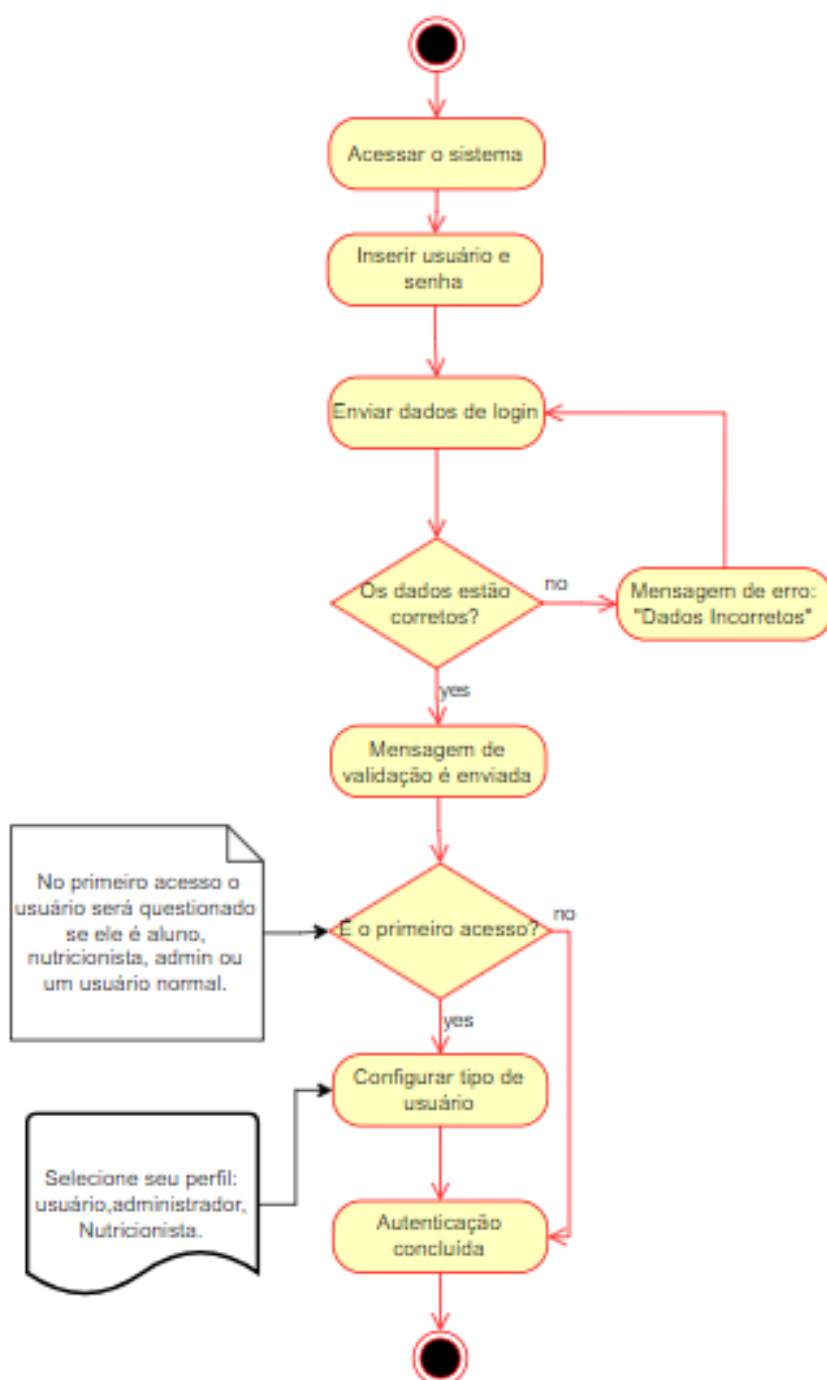 Acessar o sistema
Inserir usuário e
senha
Enviar dados de login
Os dados estão
corretos?
no
Mensagem de erro:
"Dados Incorretos"
yes
Mensagem de
validação é enviada
No primeiro acesso o
usuário será questionado
se ele é aluno,
nutricionista, admin ou
um usuário normal.
É o primeiro acesso?
no
yes
Configurar tipo de
usuário
Selecione seu perfil:
usuário,administrador,
Nutricionista.
Autenticação
concluída